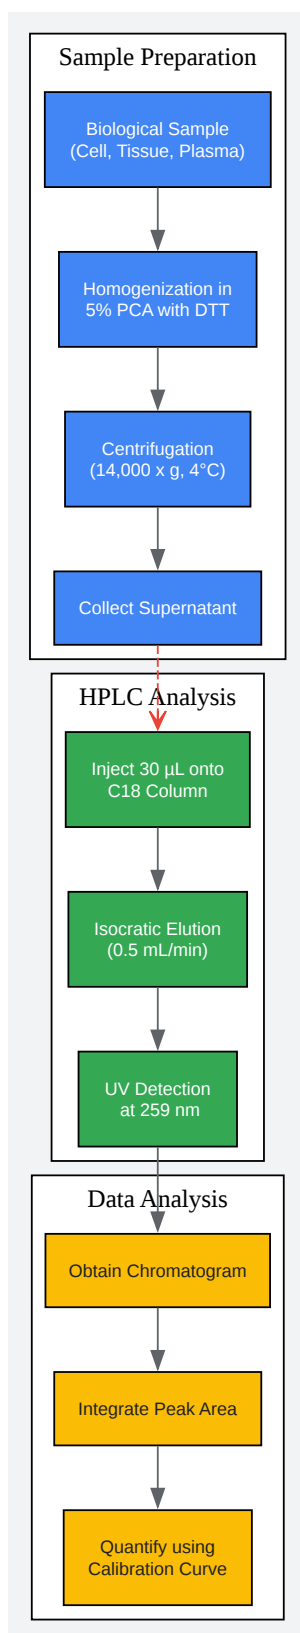 Sample Preparation
Biological Sample
(Cell, Tissue, Plasma)
Homogenization in
5% PCA with DTT
Centrifugation
(14,000 x g, 4°C)
Collect Supernatant
HPLC Analysis
Inject 30 µL onto
C18 Column
Isocratic Elution
(0.5 mL/min)
UV Detection
at 259 nm
Data Analysis
Obtain Chromatogram
Integrate Peak Area
Quantify using
Calibration Curve